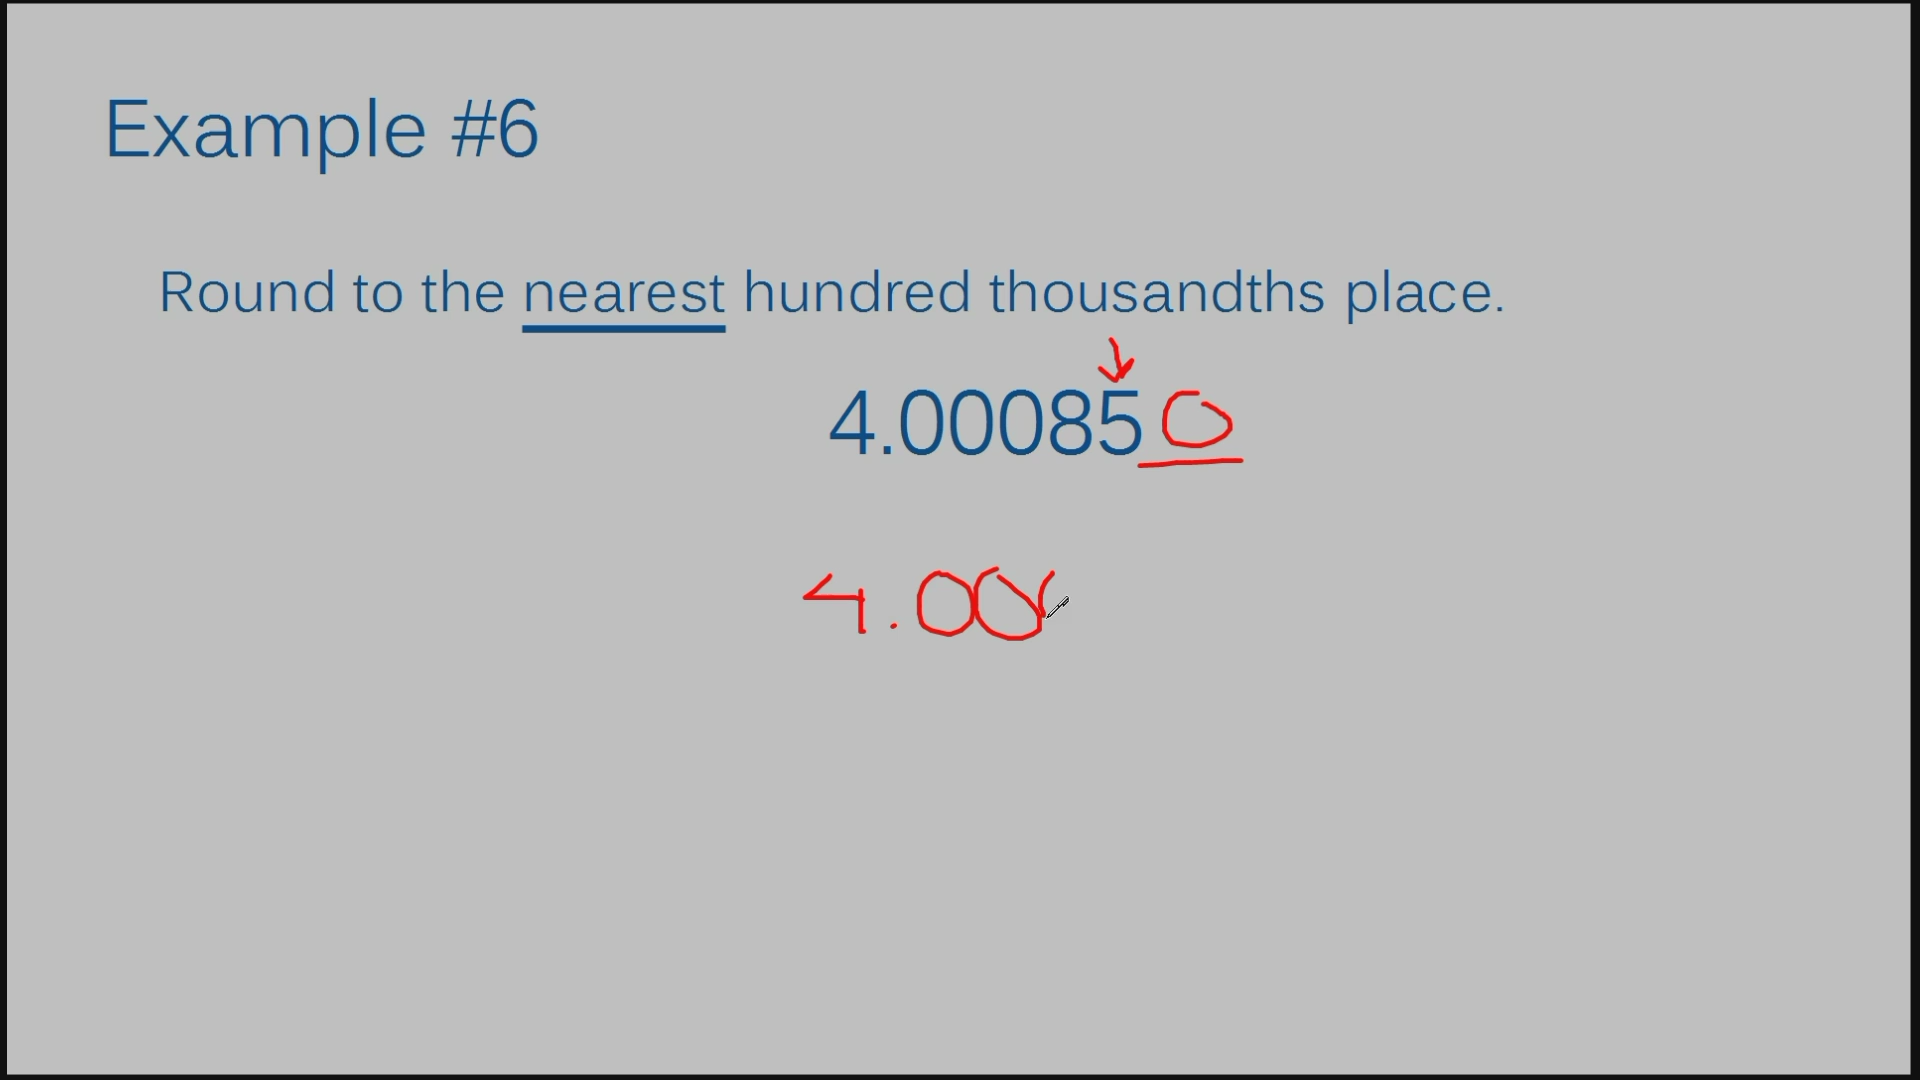 Example #6
Round to the nearest hundred thousandths place.
4.000850
4.00